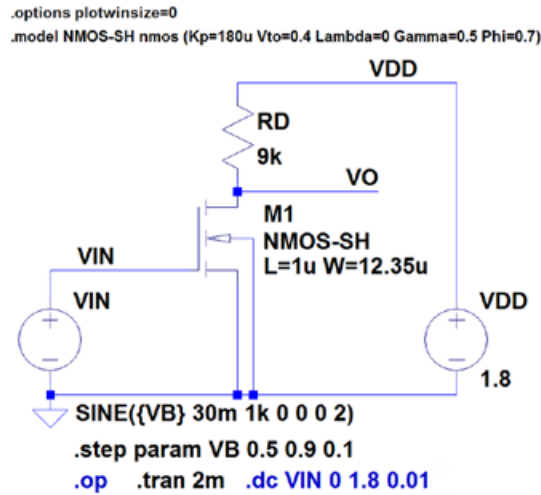 .options plotwinsize=0
.model NMOS-SH nmos (Kp=180u Vto=0.4 Lambda=0 Gamma=0.5 Phi=0.7)
VDD
RD
9k
VO
M1
NMOS-SH
L=1u W=12.35u
VIN
VIN
VDD
1.8
SINE({VB} 30m 1k 0 0 0 2)
.step param VB 0.5 0.9 0.1
.op .tran 2m .dc VIN 0 1.8 0.01